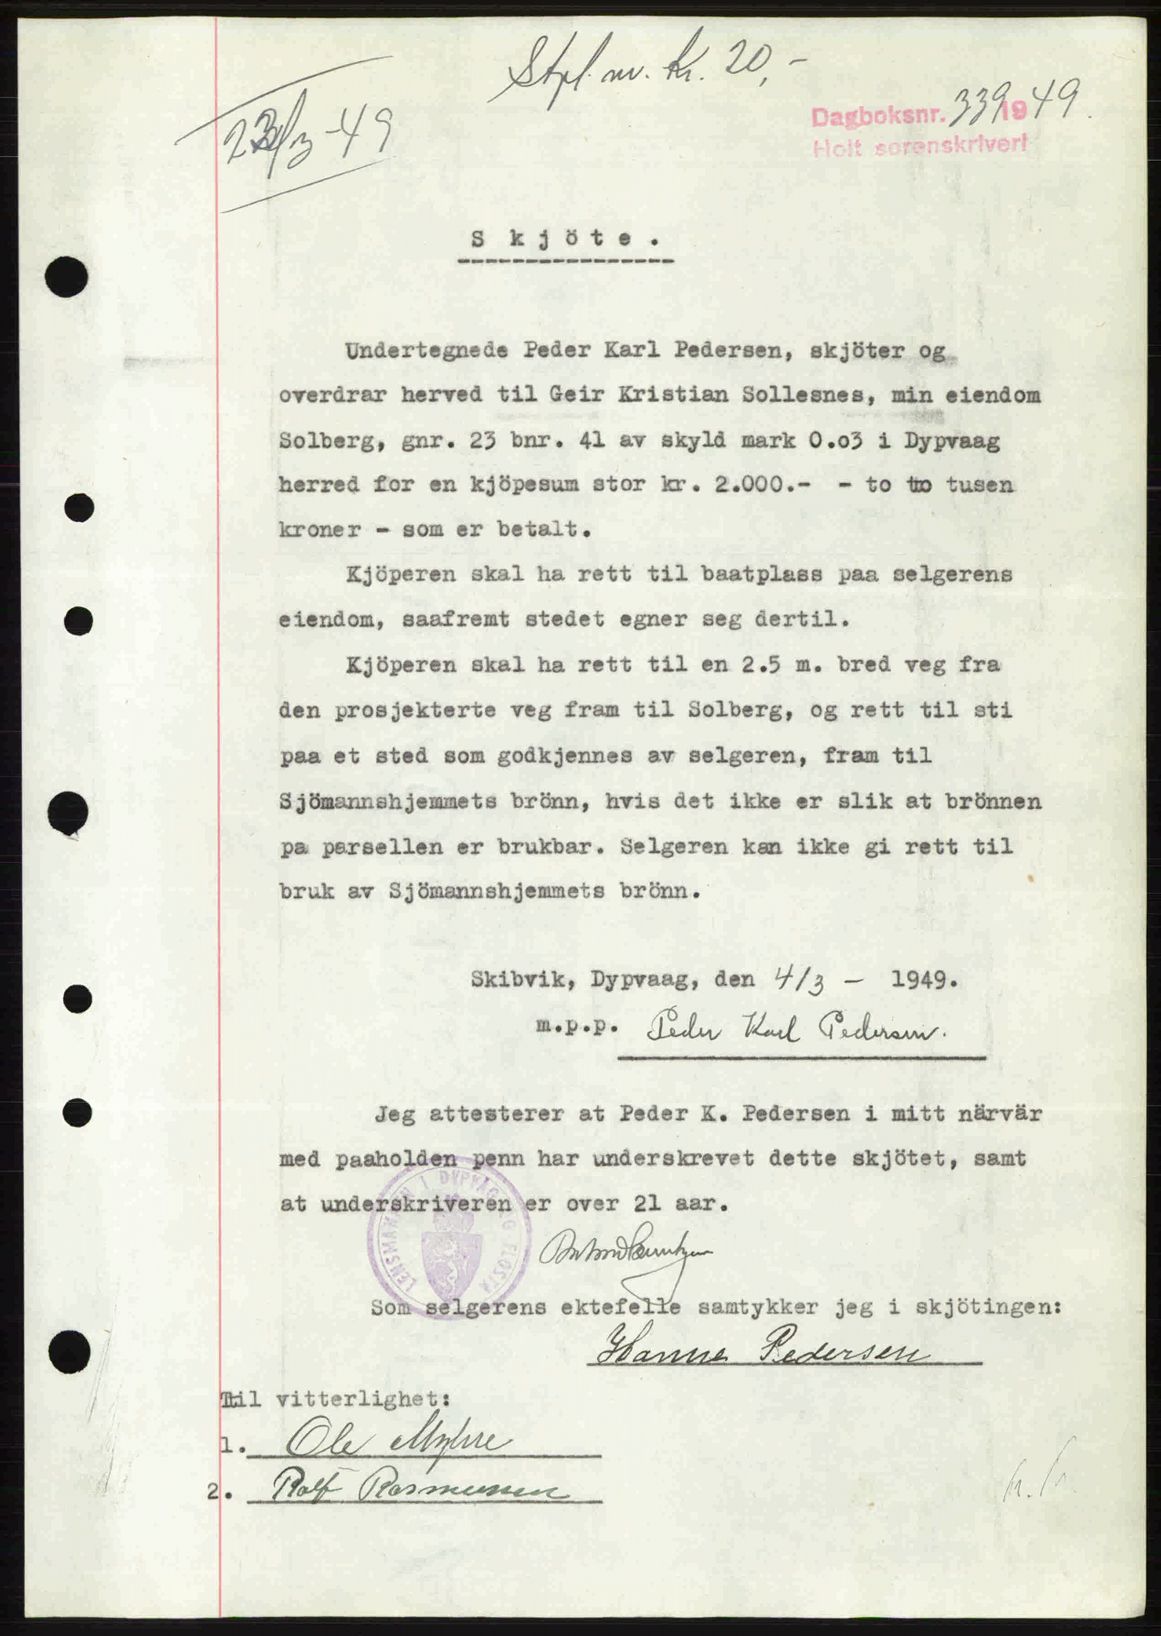 Stpl. mr. Kr. 20,-
Dagboksnr. 339 1949.
Holt sorenskriveri
23/3-49
Skjöte.
Undertegnede Peder Karl Pedersen, skjöter og
overdrar herved til Geir Kristian Sollesnes, min eiendom
Solberg, gnr. 23 bnr. 41 av skyld mark 0.03 i Dypvaag
herred for en kjöpesum stor kr. 2.000.- - to to tusen
kroner - som er betalt.
Kjöperen skal ha rett til baatplass paa selgerens
eiendom, saafremt stedet egner seg dertil.
Kjöperen skal ha rett til en 2.5 m. bred veg fra
den prosjekterte veg fram til Solberg, og rett til sti
paa et sted som godkjennes av selgeren, fram til
Sjömannshjemmets brönn, hvis det ikke er slik at brönnen
pa parsellen er brukbar. Selgeren kan ikke gi rett til
bruk av Sjömannshjemmets brönn.
Skibvik, Dypvaag, den 4/3 - 1949.
m.p.p. Peder Karl Pedersen.
Jeg attesterer at Peder K. Pedersen i mitt närvär
med paaholden penn har underskrevet dette skjötet, samt
at underskriveren er over 21 aar.
LENSMANNEN I DYPVÅG OG FLOSTA
Som selgerens ektefelle samtykker jeg i skjötingen:
Hanna Pedersen
Til vitterlighet:
1. Ole Myhre
2. Rolf Rasmussen